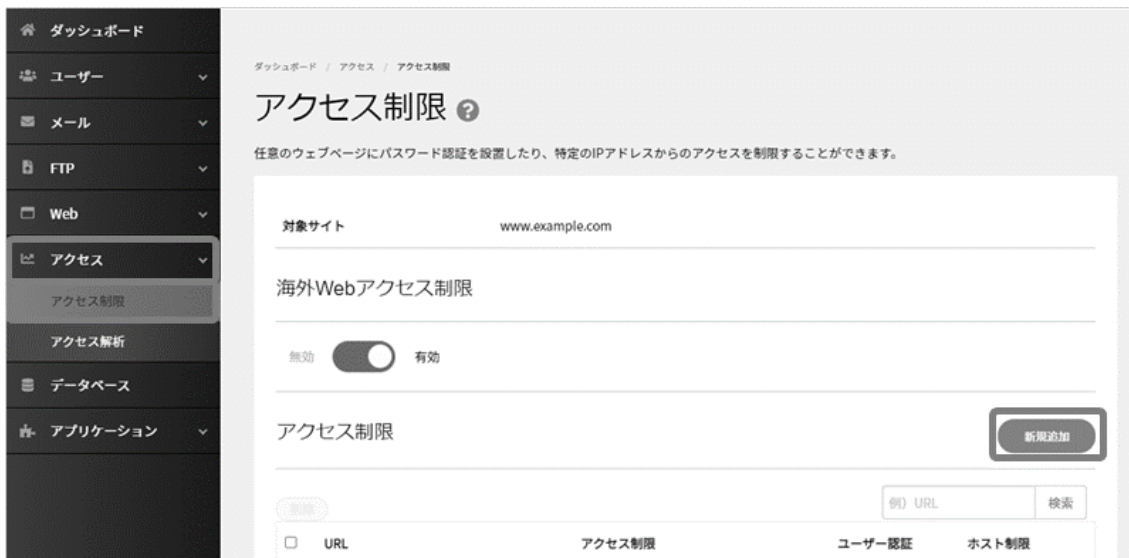 ダッシュボード
ユーザー
メール
FTP
Web
アクセス
アクセス制限
アクセス解析
データベース
アプリケーション
ダッシュボード / アクセス / アクセス制限
アクセス制限 ?
任意のウェブページにパスワード認証を設置したり、特定のIPアドレスからのアクセスを制限することができます。
対象サイト www.example.com
海外Webアクセス制限
無効 有効
アクセス制限 新規追加
削除 例）URL 検索
URL アクセス制限 ユーザー認証 ホスト制限